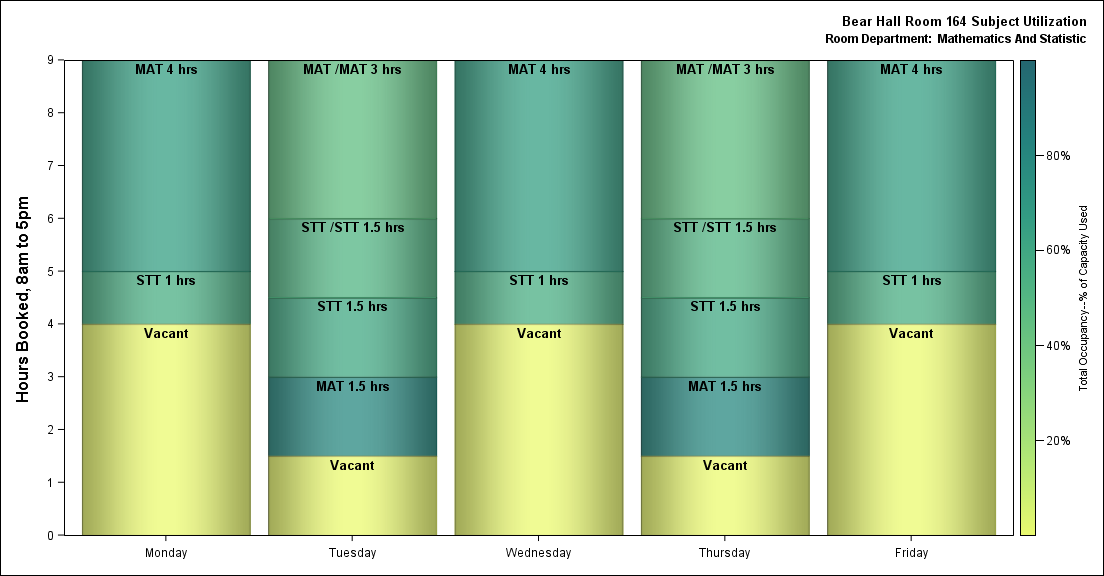 Bear Hall Room 164 Subject Utilization
Room Department: Mathematics And Statistic
Hours Booked, 8am to 5pm
9
8
7
6
5
4
3
2
1
0
MAT 4 hrs
STT 1 hrs
Vacant
MAT /MAT 3 hrs
STT /STT 1.5 hrs
STT 1.5 hrs
MAT 1.5 hrs
Vacant
MAT 4 hrs
STT 1 hrs
Vacant
MAT /MAT 3 hrs
STT /STT 1.5 hrs
STT 1.5 hrs
MAT 1.5 hrs
Vacant
MAT 4 hrs
STT 1 hrs
Vacant
Monday
Tuesday
Wednesday
Thursday
Friday
80%
60%
40%
20%
Total Occupancy--% of Capacity Used